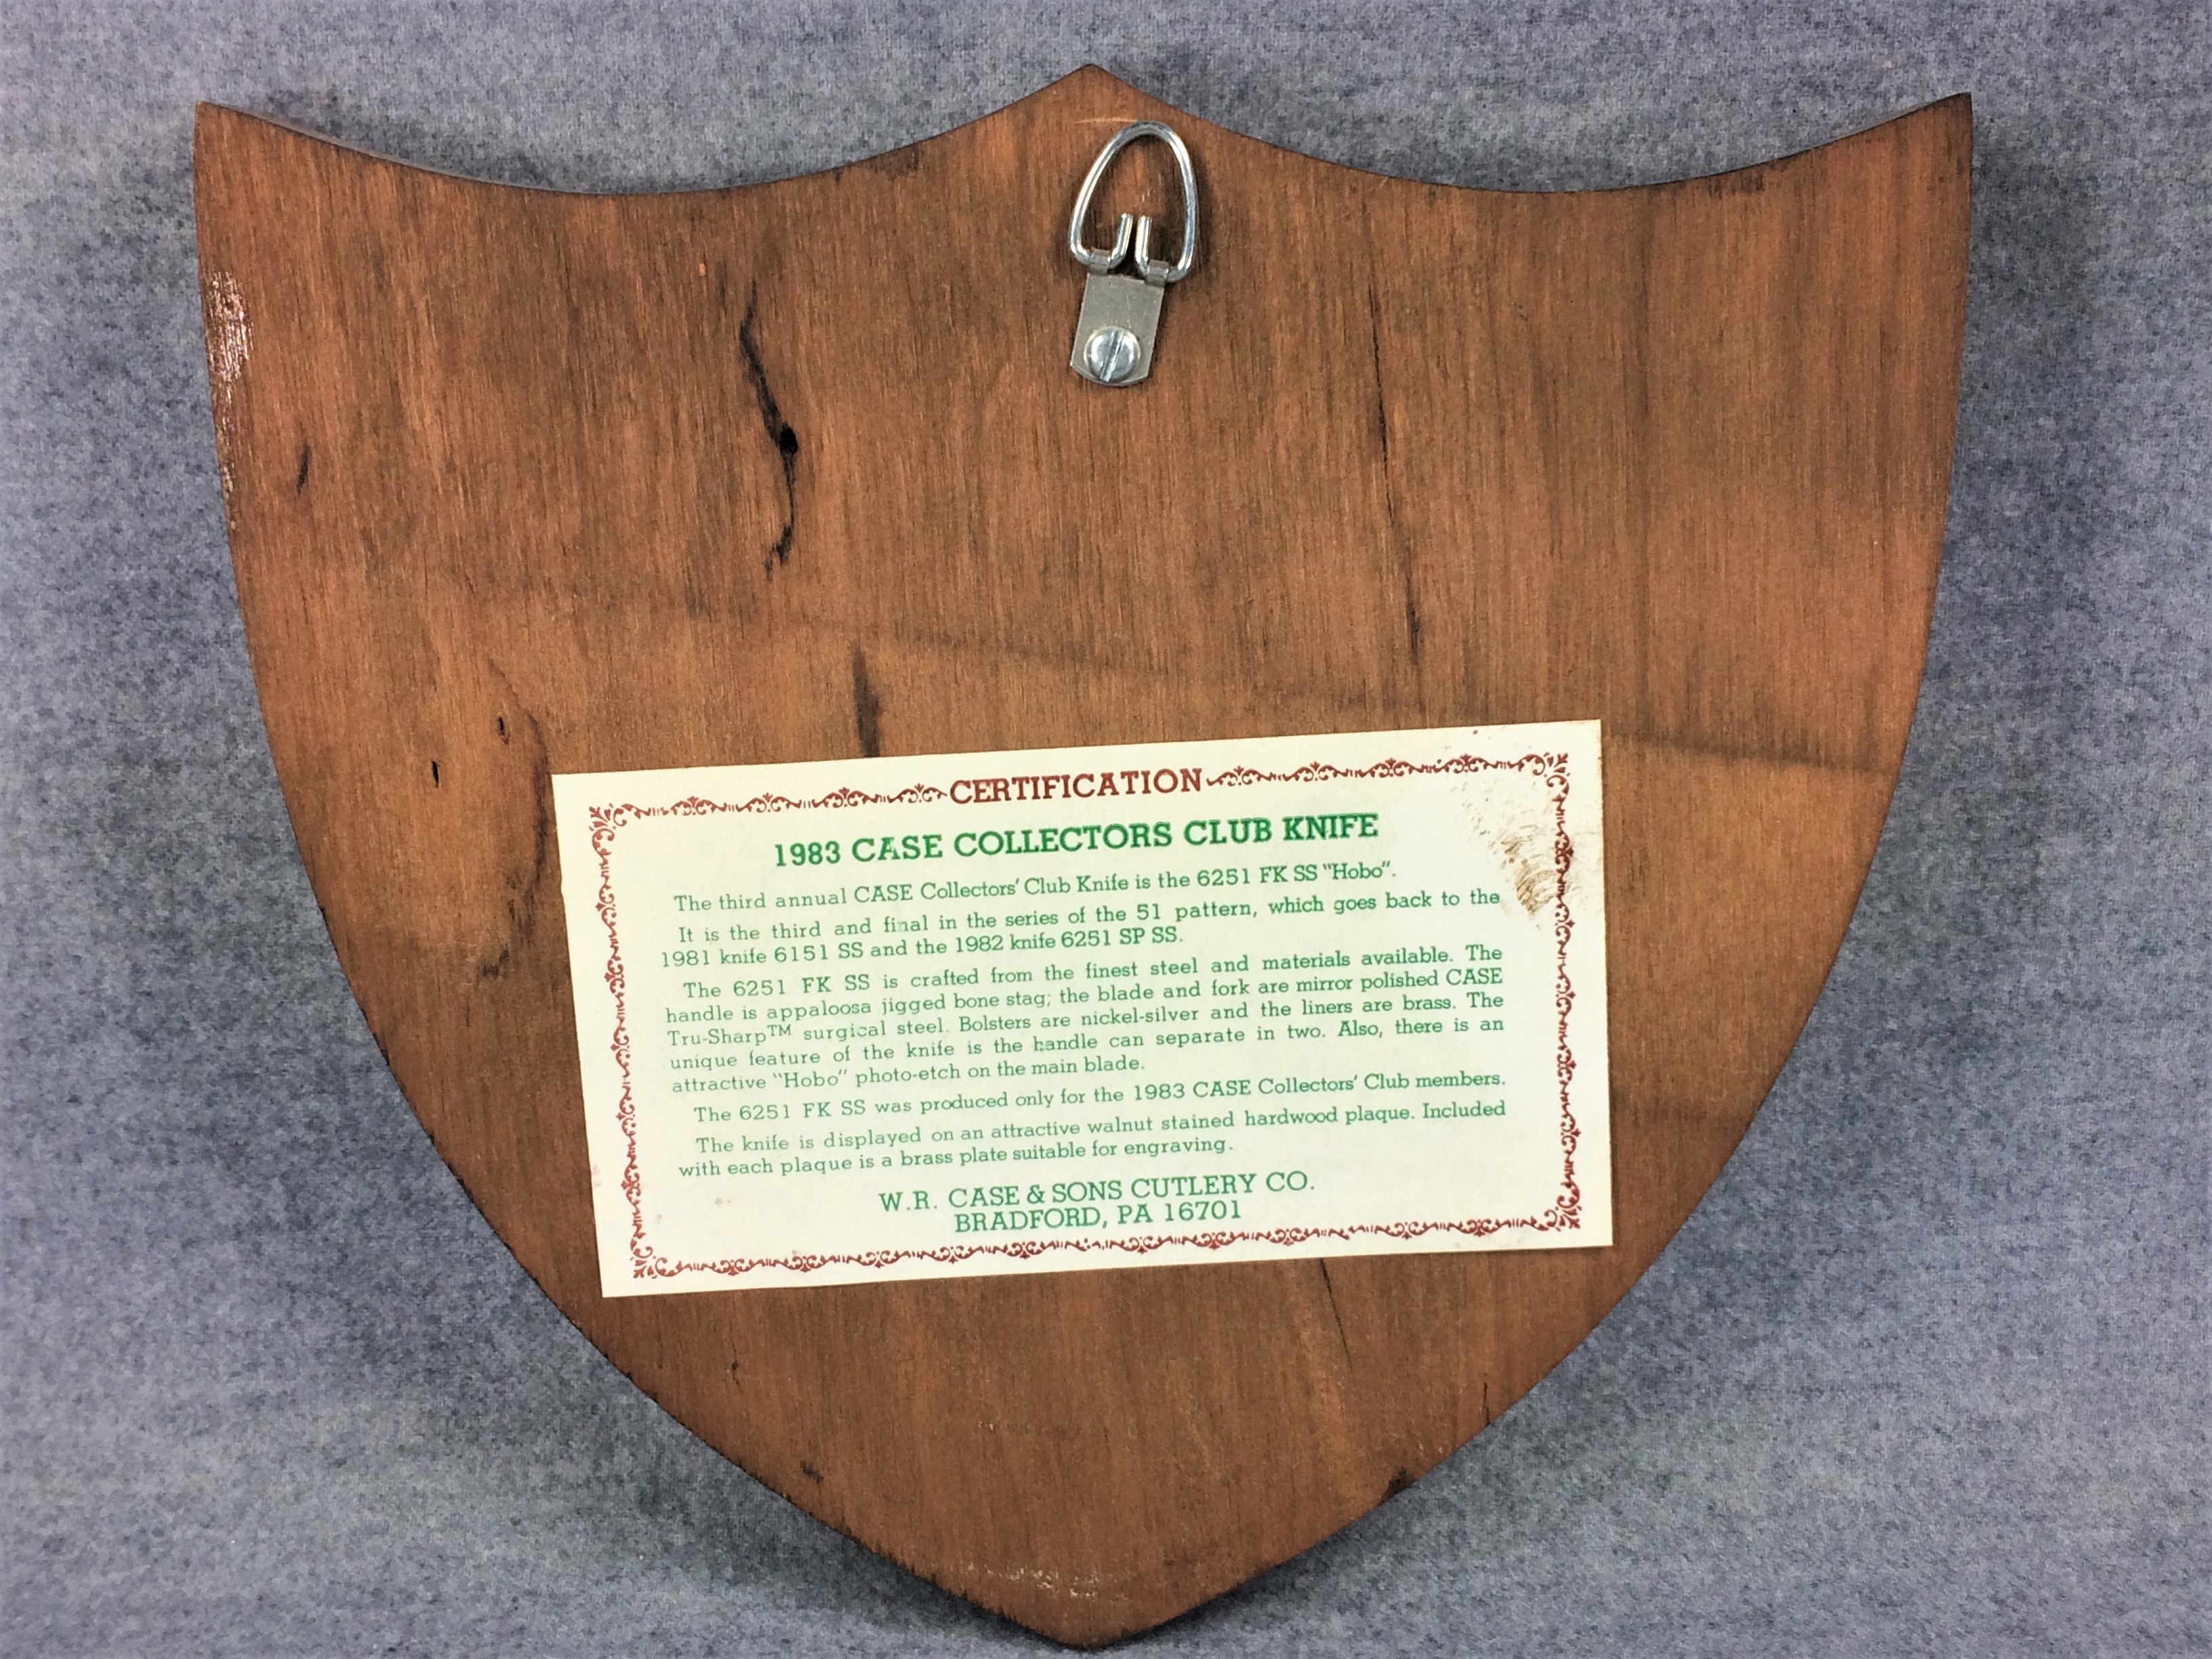 CERTIFICATION
1983 CASE COLLECTORS CLUB KNIFE
The third annual CASE Collectors' Club Knife is the 6251 FK SS "Hobo".
It is the third and final in the series of the 51 pattern, which goes back to the
1981 knife 6151 SS and the 1982 knife 6251 SP SS.
The 6251 FK SS is crafted from the finest steel and materials available. The
handle is appaloosa jigged bone stag; the blade and fork are mirror polished CASE
Tru-Sharp™ surgical steel. Bolsters are nickel-silver and the liners are brass. The
unique feature of the knife is the handle can separate in two. Also, there is an
attractive "Hobo" photo-etch on the main blade.
The 6251 FK SS was produced only for the 1983 CASE Collectors' Club members.
The knife is displayed on an attractive walnut stained hardwood plaque. Included
with each plaque is a brass plate suitable for engraving.
W.R. CASE & SONS CUTLERY CO.
BRADFORD, PA 16701